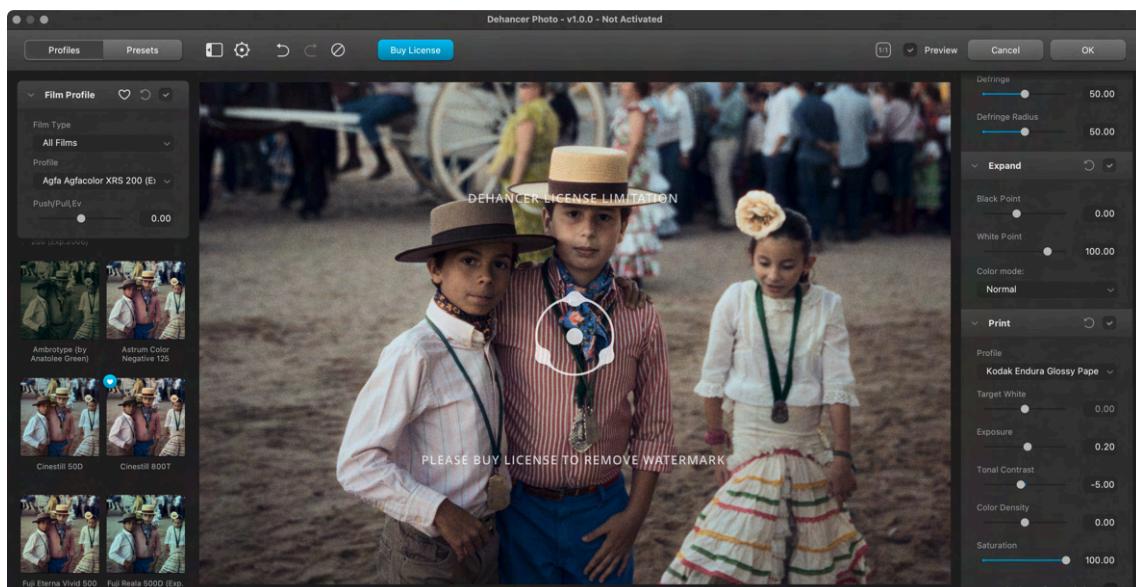 Dehancer Photo - v1.0.0 - Not Activated
Profiles
Presets
Buy License
1:1
Preview
Cancel
OK
Film Profile
Film Type
All Films
Profile
Agfa Agfacolor XRS 200 (E
Push/Pull,Ev
0.00
200 (Exp.2006)
Ambrotype (by
Anatolee Green)
Astrum Color
Negative 125
Cinestill 50D
Cinestill 800T
Fuji Eterna Vivid 500
Fuji Reala 500D (Exp.
DEHANCER LICENSE LIMITATION
PLEASE BUY LICENSE TO REMOVE WATERMARK
Defringe
50.00
Defringe Radius
50.00
Expand
Black Point
0.00
White Point
100.00
Color mode:
Normal
Print
Profile
Kodak Endura Glossy Pape
Target White
0.00
Exposure
0.20
Tonal Contrast
-5.00
Color Density
0.00
Saturation
100.00